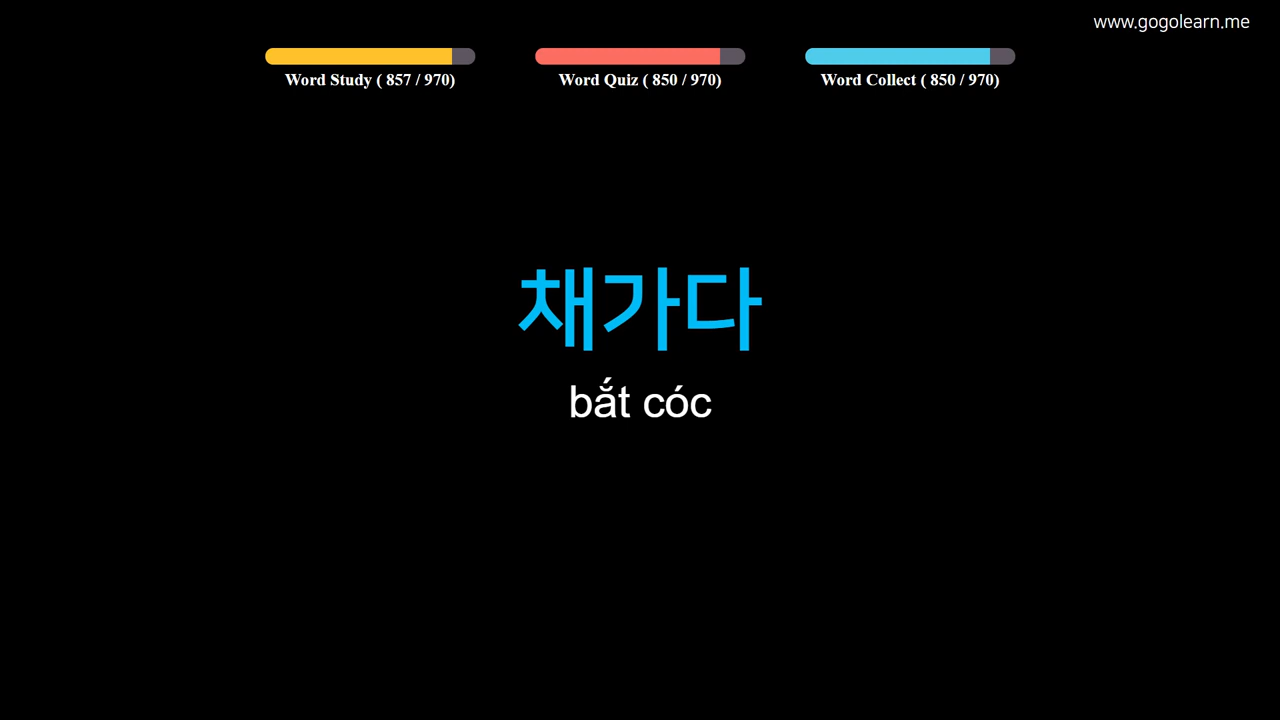 www.gogolearn.me
Word Study ( 857 / 970)
Word Quiz ( 850 / 970)
Word Collect ( 850 / 970)
채가다
bắt cóc